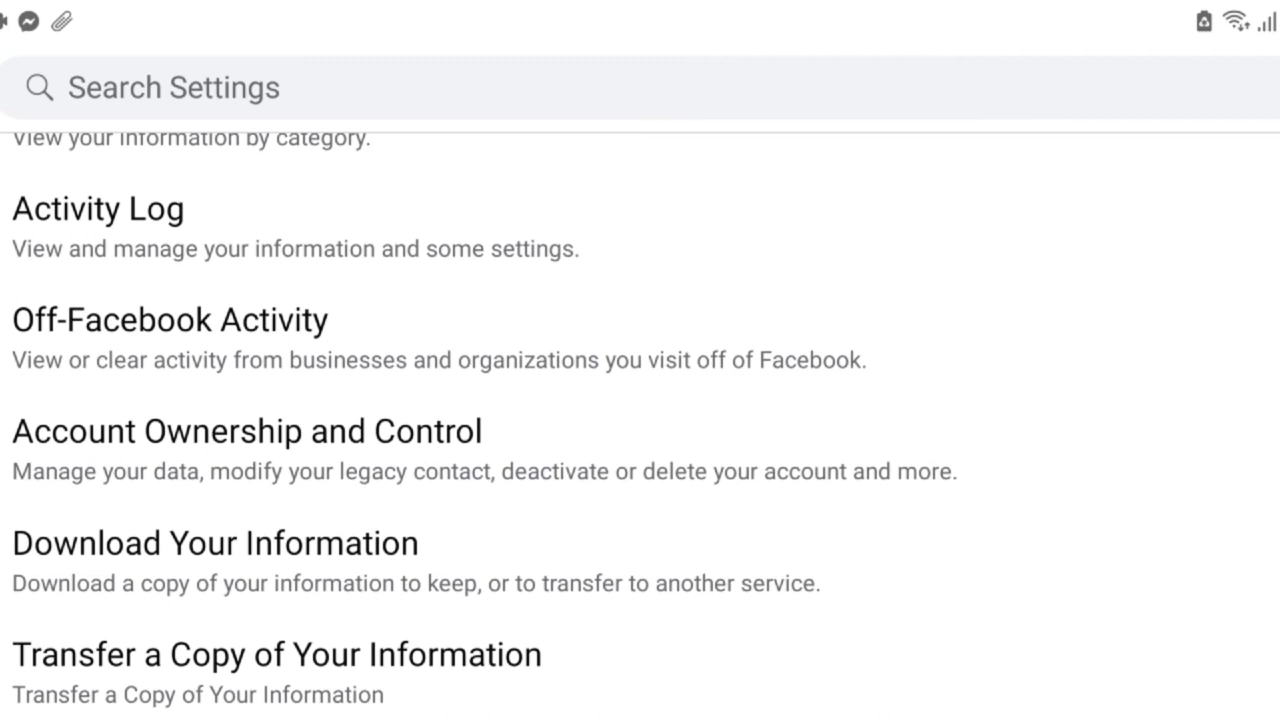 Search Settings
View your information by category.
Activity Log
View and manage your information and some settings.
Off-Facebook Activity
View or clear activity from businesses and organizations you visit off of Facebook.
Account Ownership and Control
Manage your data, modify your legacy contact, deactivate or delete your account and more.
Download Your Information
Download a copy of your information to keep, or to transfer to another service.
Transfer a Copy of Your Information
Transfer a Copy of Your Information